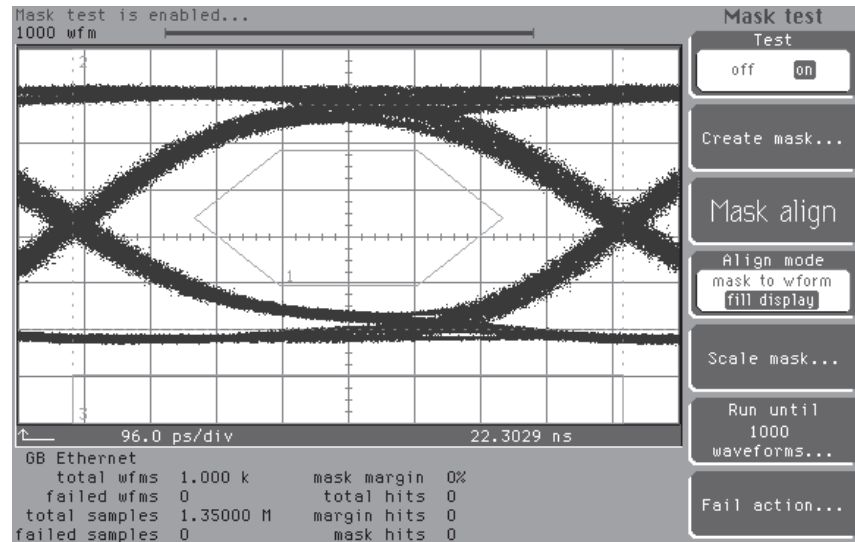 Mask test is enabled...
1000 wfm
Mask test
Test
off on
Create mask...
Mask align
Align mode
mask to wform
fill display
Scale mask...
Run until
1000
waveforms...
Fail action...
2
1
3
96.0 ps/div 22.3029 ns
GB Ethernet
total wfms 1.000 k mask margin 0%
failed wfms 0 total hits 0
total samples 1.35000 M margin hits 0
failed samples 0 mask hits 0